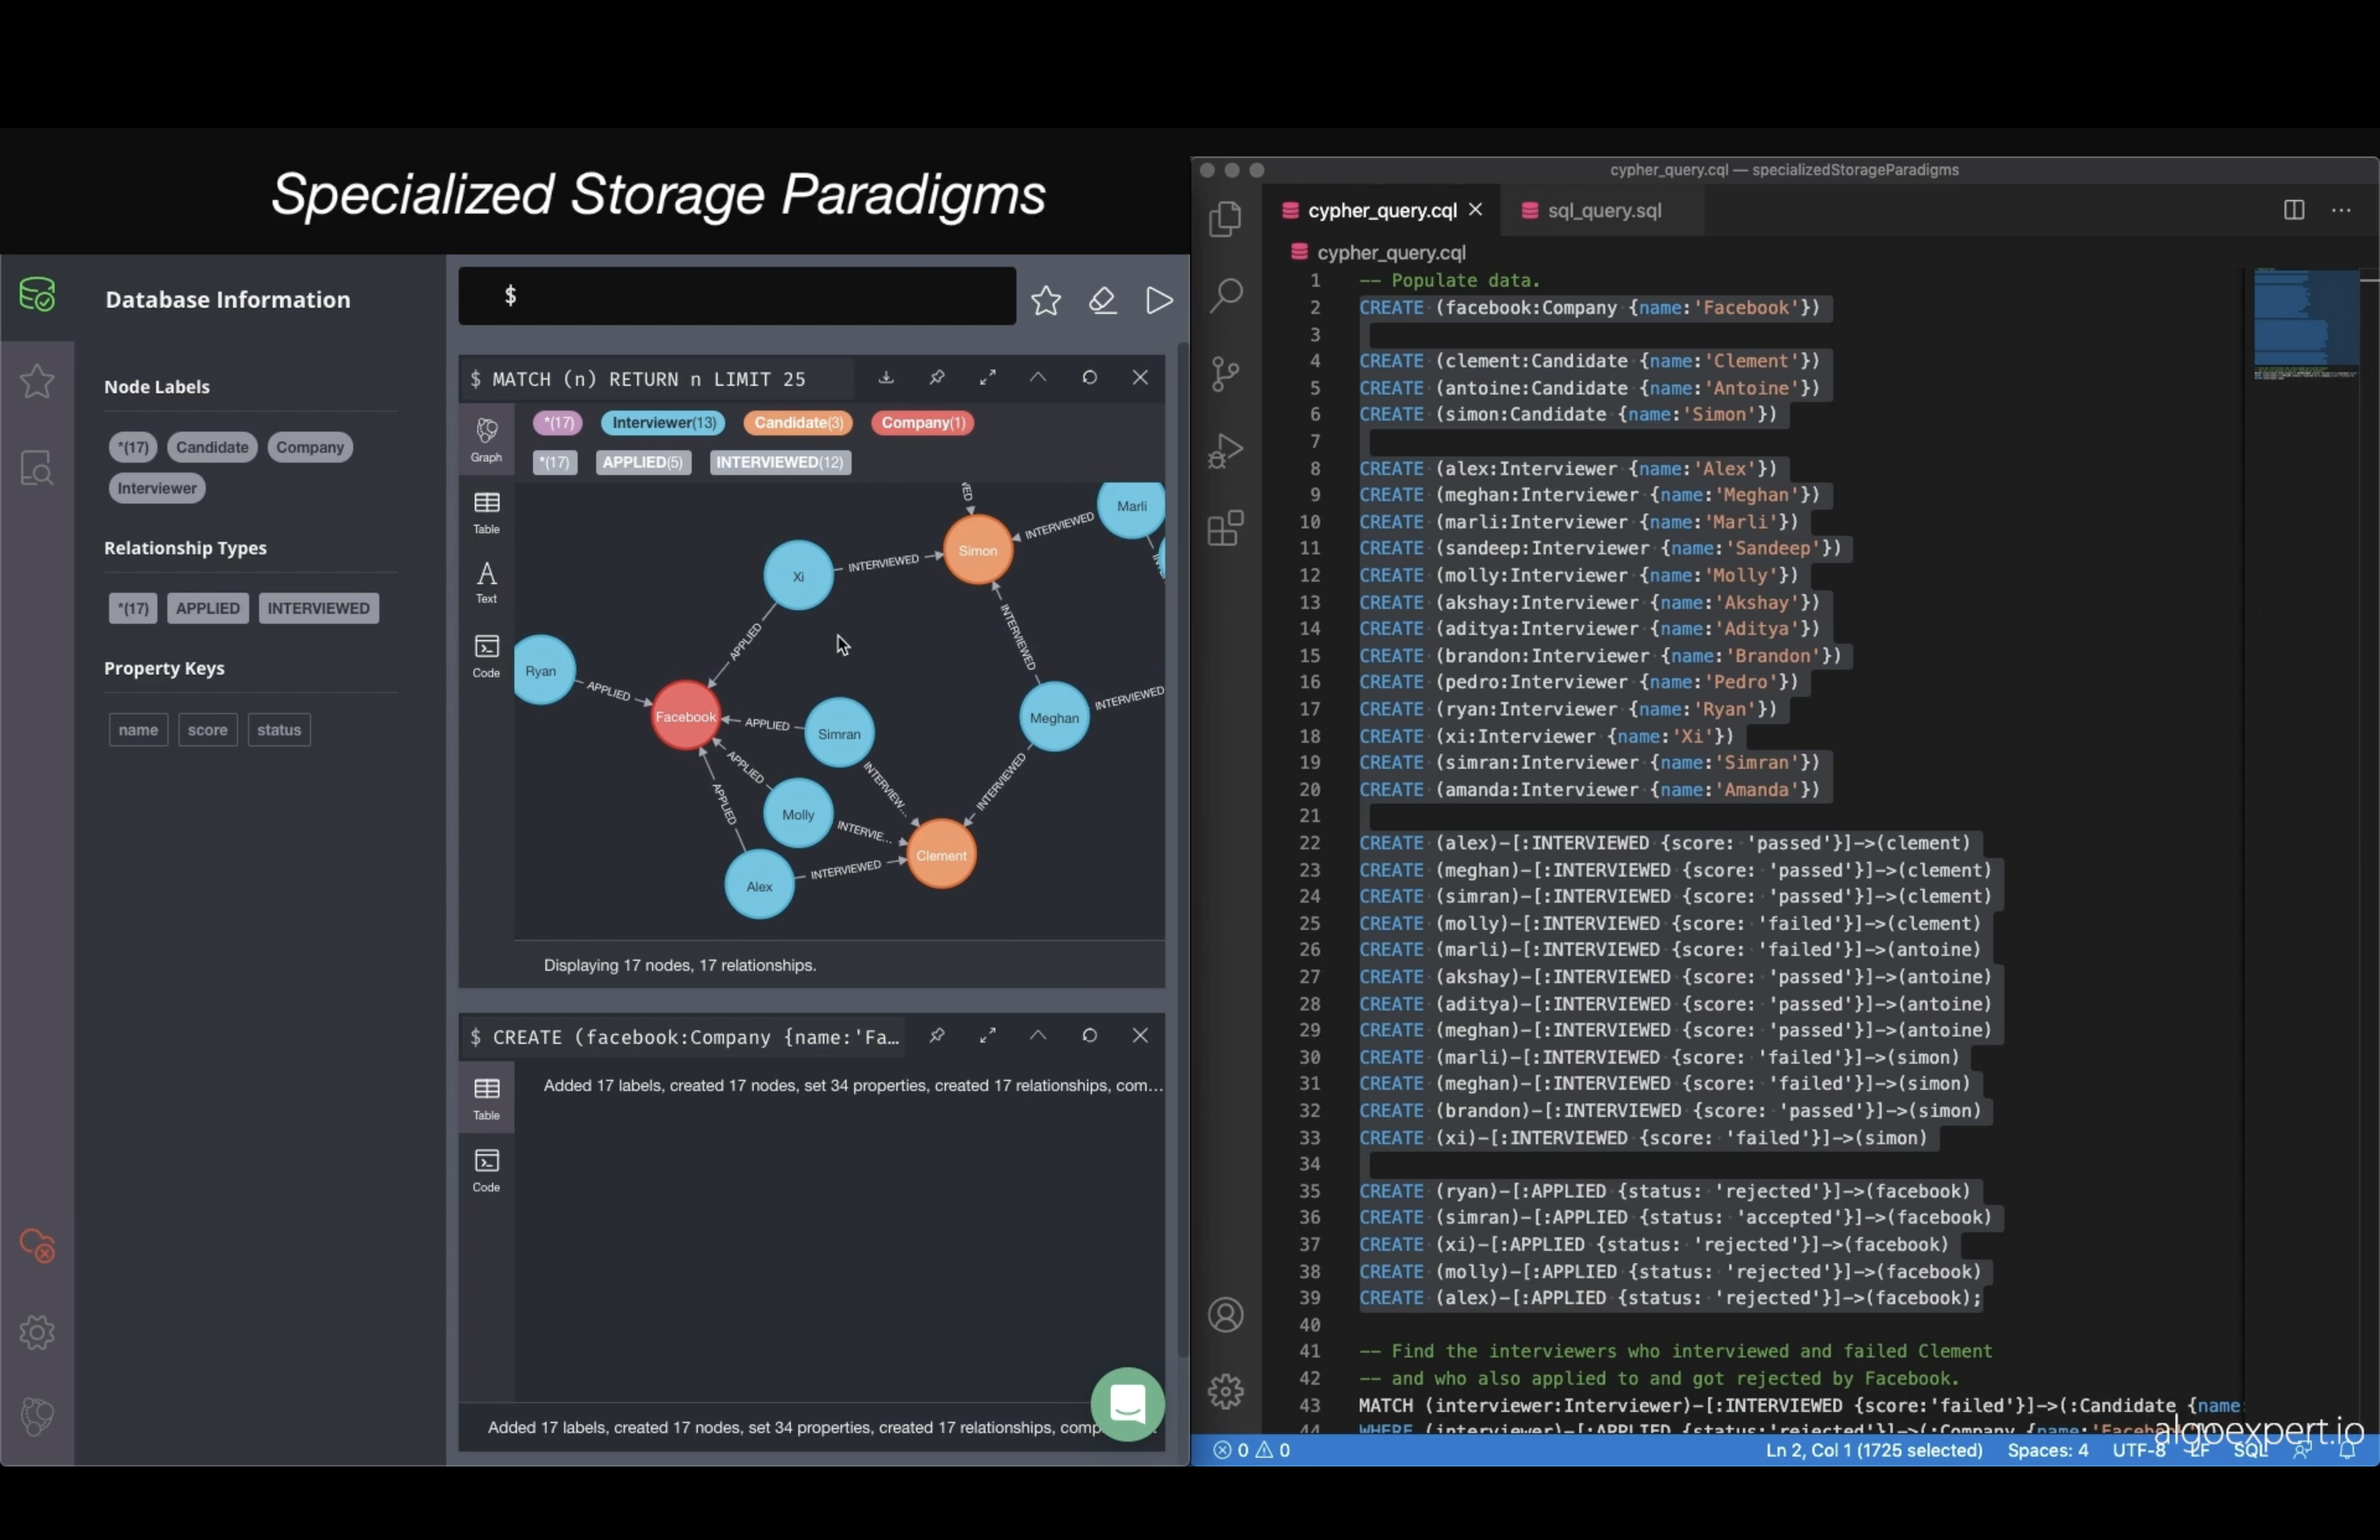 Specialized Storage Paradigms
Database Information
Node Labels
*(17) Candidate Company
Interviewer
Relationship Types
*(17) APPLIED INTERVIEWED
Property Keys
name score status
$
$ MATCH (n) RETURN n LIMIT 25
Graph
*(17) Interviewer(13) Candidate(3) Company(1)
*(17) APPLIED(5) INTERVIEWED(12)
Table
Text
Code
Marli
INTERVIEWED
Simon
INTERVIEWED
Xi
INTERVIEWED
APPLIED
Ryan
APPLIED
Facebook
APPLIED
Simran
Meghan
INTERVIEWED
APPLIED
INTERVIEW...
INTERVIEWED
APPLIED
Molly
INTERVIE...
Clement
Alex
INTERVIEWED
Displaying 17 nodes, 17 relationships.
$ CREATE (facebook:Company {name:'Fa...
Table
Code
Added 17 labels, created 17 nodes, set 34 properties, created 17 relationships, com...
Added 17 labels, created 17 nodes, set 34 properties, created 17 relationships, comp
cypher_query.cql — specializedStorageParadigms
cypher_query.cql sql_query.sql
cypher_query.cql
1 -- Populate data.
2 CREATE (facebook:Company {name:'Facebook'})
3
4 CREATE (clement:Candidate {name:'Clement'})
5 CREATE (antoine:Candidate {name:'Antoine'})
6 CREATE (simon:Candidate {name:'Simon'})
7
8 CREATE (alex:Interviewer {name:'Alex'})
9 CREATE (meghan:Interviewer {name:'Meghan'})
10 CREATE (marli:Interviewer {name:'Marli'})
11 CREATE (sandeep:Interviewer {name:'Sandeep'})
12 CREATE (molly:Interviewer {name:'Molly'})
13 CREATE (akshay:Interviewer {name:'Akshay'})
14 CREATE (aditya:Interviewer {name:'Aditya'})
15 CREATE (brandon:Interviewer {name:'Brandon'})
16 CREATE (pedro:Interviewer {name:'Pedro'})
17 CREATE (ryan:Interviewer {name:'Ryan'})
18 CREATE (xi:Interviewer {name:'Xi'})
19 CREATE (simran:Interviewer {name:'Simran'})
20 CREATE (amanda:Interviewer {name:'Amanda'})
21
22 CREATE (alex)-[:INTERVIEWED {score: 'passed'}]->(clement)
23 CREATE (meghan)-[:INTERVIEWED {score: 'passed'}]->(clement)
24 CREATE (simran)-[:INTERVIEWED {score: 'passed'}]->(clement)
25 CREATE (molly)-[:INTERVIEWED {score: 'failed'}]->(clement)
26 CREATE (marli)-[:INTERVIEWED {score: 'failed'}]->(antoine)
27 CREATE (akshay)-[:INTERVIEWED {score: 'passed'}]->(antoine)
28 CREATE (aditya)-[:INTERVIEWED {score: 'passed'}]->(antoine)
29 CREATE (meghan)-[:INTERVIEWED {score: 'passed'}]->(antoine)
30 CREATE (marli)-[:INTERVIEWED {score: 'failed'}]->(simon)
31 CREATE (meghan)-[:INTERVIEWED {score: 'failed'}]->(simon)
32 CREATE (brandon)-[:INTERVIEWED {score: 'passed'}]->(simon)
33 CREATE (xi)-[:INTERVIEWED {score: 'failed'}]->(simon)
34
35 CREATE (ryan)-[:APPLIED {status: 'rejected'}]->(facebook)
36 CREATE (simran)-[:APPLIED {status: 'accepted'}]->(facebook)
37 CREATE (xi)-[:APPLIED {status: 'rejected'}]->(facebook)
38 CREATE (molly)-[:APPLIED {status: 'rejected'}]->(facebook)
39 CREATE (alex)-[:APPLIED {status: 'rejected'}]->(facebook);
40
41 -- Find the interviewers who interviewed and failed Clement
42 -- and who also applied to and got rejected by Facebook.
43 MATCH (interviewer:Interviewer)-[:INTERVIEWED {score:'failed'}]->(:Candidate {name:
44 WHERE (interviewer)-[:APPLIED {status:'rejected'}]->(:Company {name:'Faceb
algoexpert.io
0 0 Ln 2, Col 1 (1725 selected) Spaces: 4 UTF-8 LF SQL